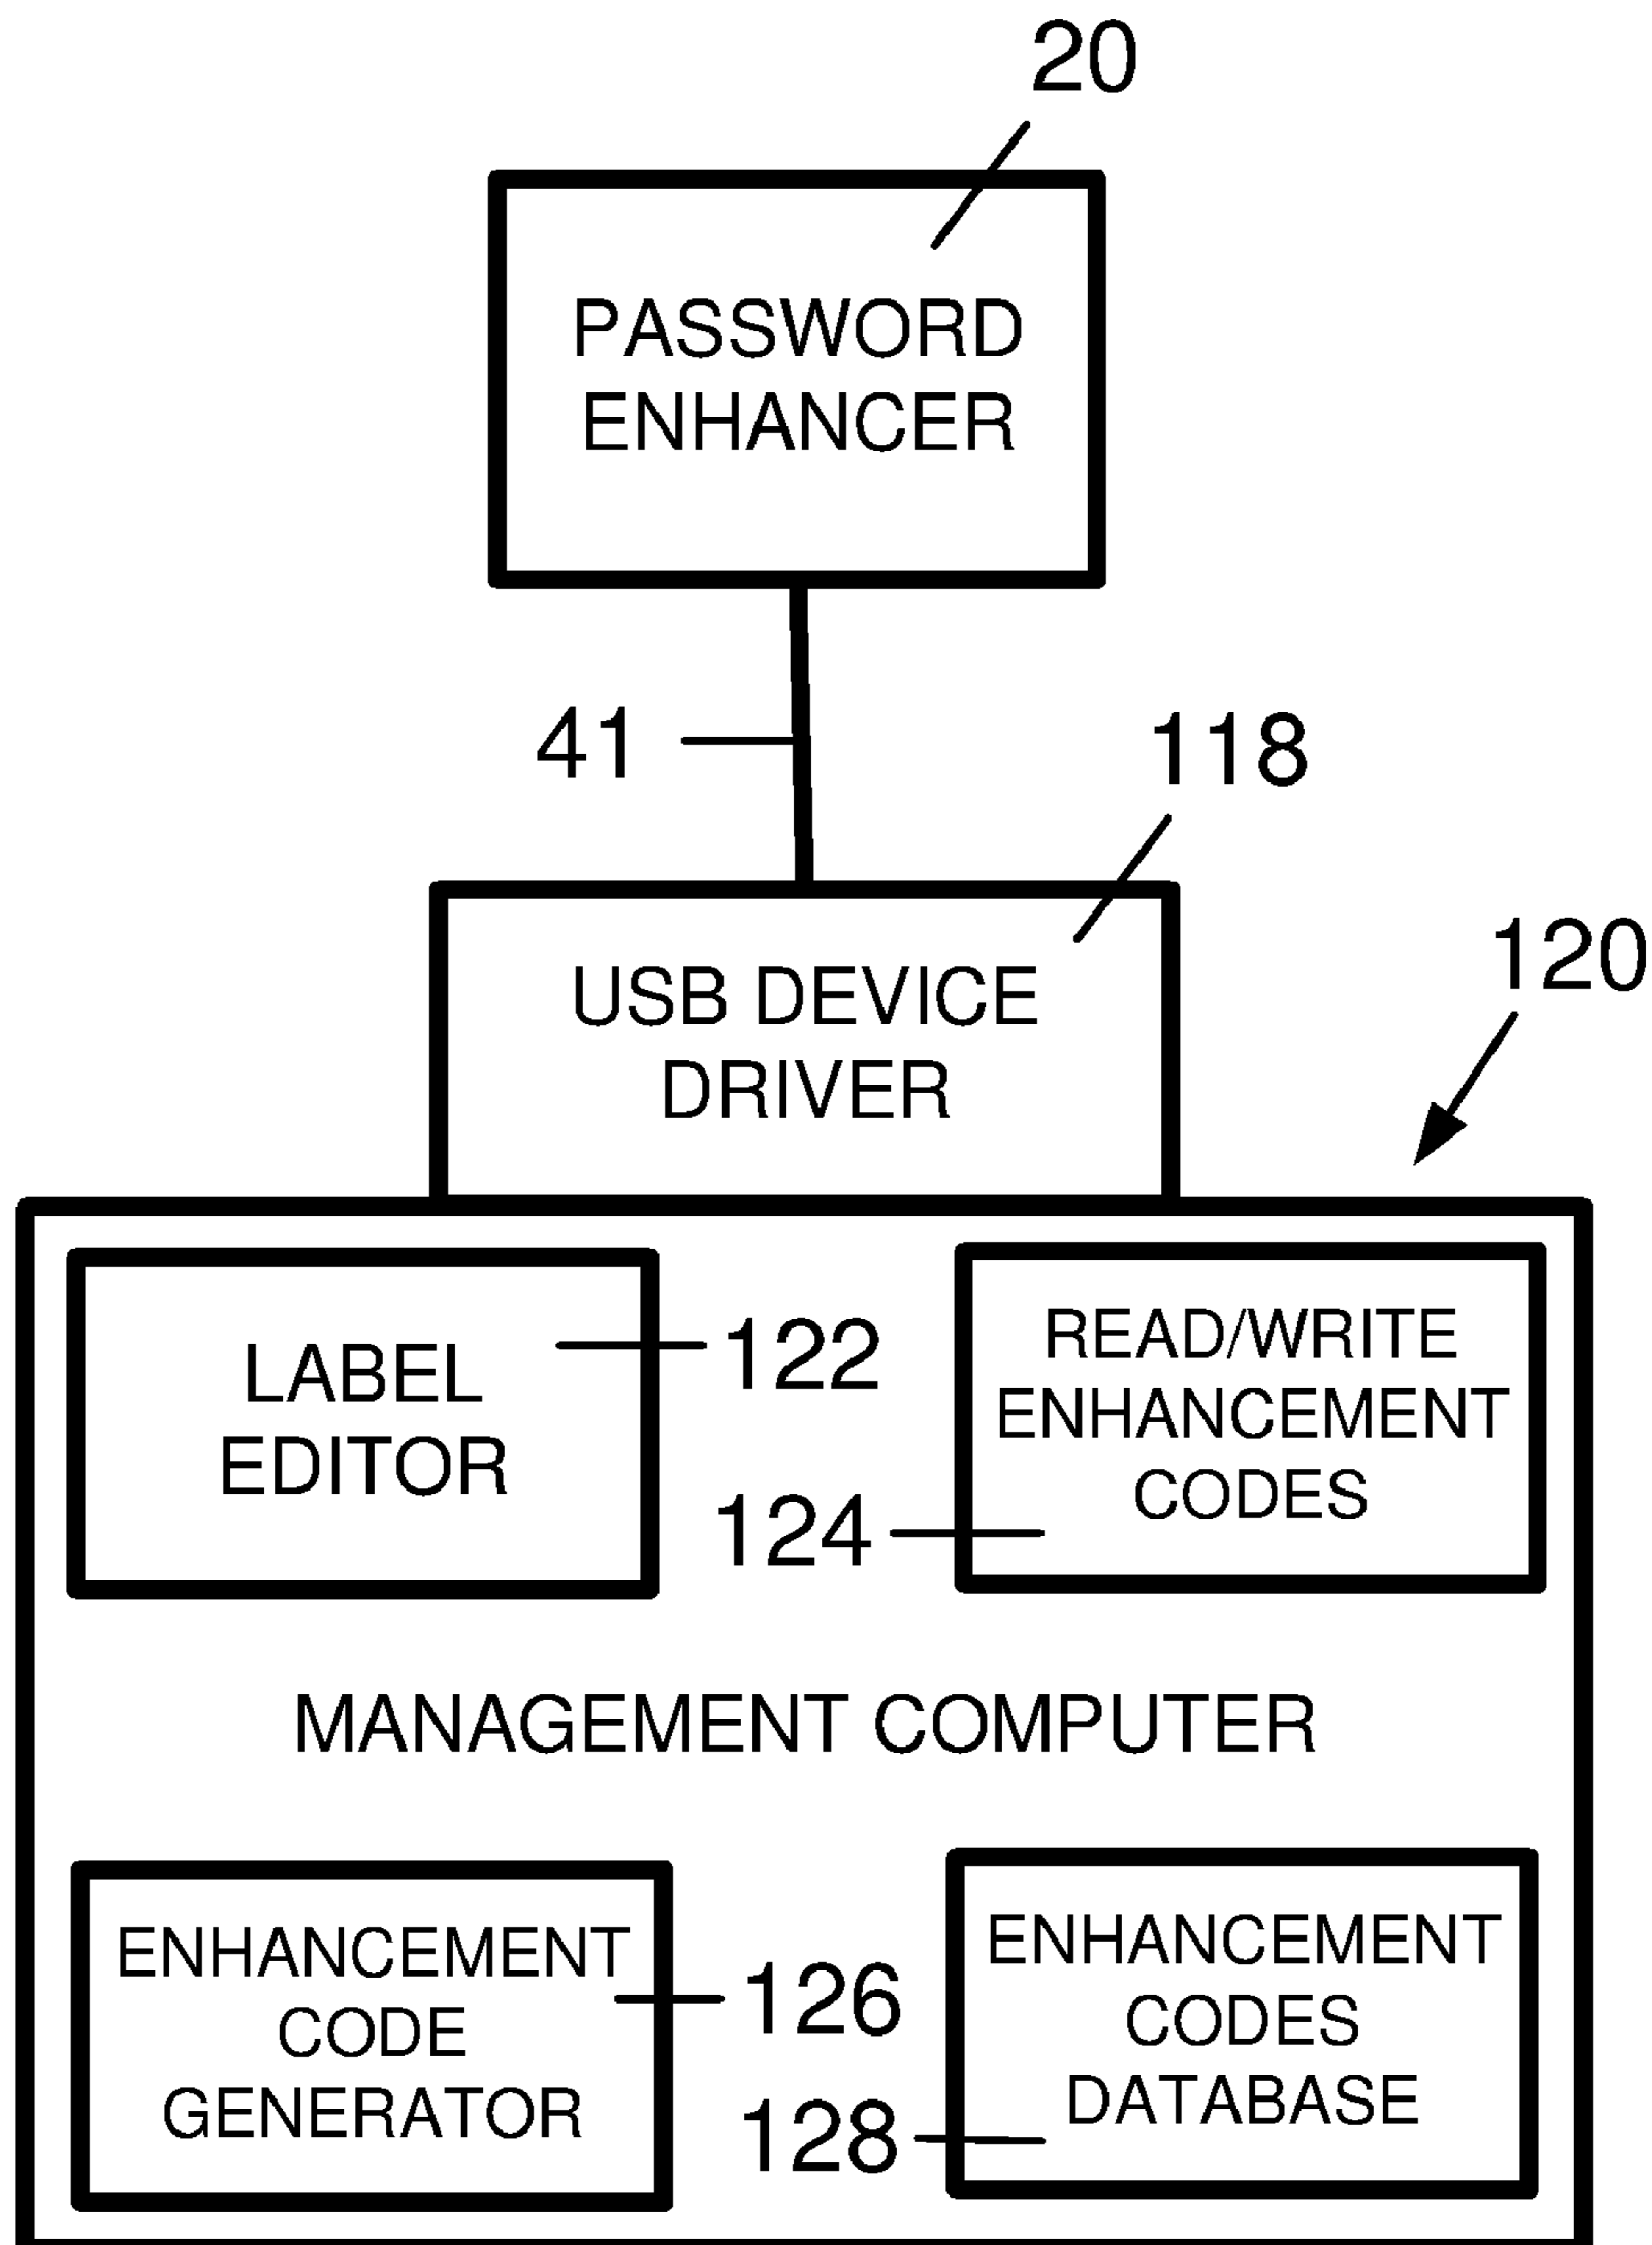 20
PASSWORD
ENHANCER
41
118
USB DEVICE
DRIVER
120
LABEL
EDITOR
122
READ/WRITE
ENHANCEMENT
CODES
124
MANAGEMENT COMPUTER
ENHANCEMENT
CODE
GENERATOR
126
ENHANCEMENT
CODES
DATABASE
128